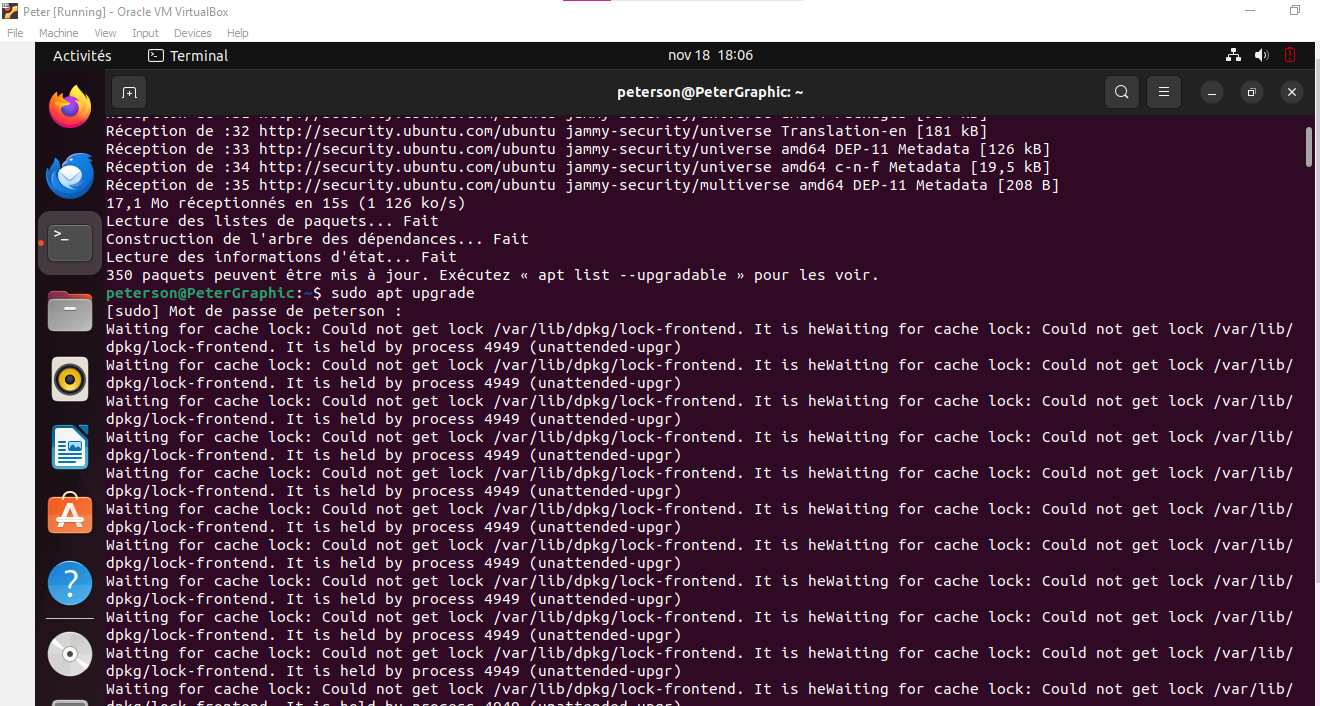 Peter [Running] - Oracle VM VirtualBox
File Machine View Input Devices Help
Activités Terminal nov 18 18:06
peterson@PeterGraphic: ~
Réception de :32 http://security.ubuntu.com/ubuntu jammy-security/universe Translation-en [181 kB]
Réception de :33 http://security.ubuntu.com/ubuntu jammy-security/universe amd64 DEP-11 Metadata [126 kB]
Réception de :34 http://security.ubuntu.com/ubuntu jammy-security/universe amd64 c-n-f Metadata [19,5 kB]
Réception de :35 http://security.ubuntu.com/ubuntu jammy-security/multiverse amd64 DEP-11 Metadata [208 B]
17,1 Mo réceptionnés en 15s (1 126 ko/s)
Lecture des listes de paquets... Fait
Construction de l'arbre des dépendances... Fait
Lecture des informations d'état... Fait
350 paquets peuvent être mis à jour. Exécutez « apt list --upgradable » pour les voir.
peterson@PeterGraphic:~$ sudo apt upgrade
[sudo] Mot de passe de peterson :
Waiting for cache lock: Could not get lock /var/lib/dpkg/lock-frontend. It is heWaiting for cache lock: Could not get lock /var/lib/
dpkg/lock-frontend. It is held by process 4949 (unattended-upgr)
Waiting for cache lock: Could not get lock /var/lib/dpkg/lock-frontend. It is heWaiting for cache lock: Could not get lock /var/lib/
dpkg/lock-frontend. It is held by process 4949 (unattended-upgr)
Waiting for cache lock: Could not get lock /var/lib/dpkg/lock-frontend. It is heWaiting for cache lock: Could not get lock /var/lib/
dpkg/lock-frontend. It is held by process 4949 (unattended-upgr)
Waiting for cache lock: Could not get lock /var/lib/dpkg/lock-frontend. It is heWaiting for cache lock: Could not get lock /var/lib/
dpkg/lock-frontend. It is held by process 4949 (unattended-upgr)
Waiting for cache lock: Could not get lock /var/lib/dpkg/lock-frontend. It is heWaiting for cache lock: Could not get lock /var/lib/
dpkg/lock-frontend. It is held by process 4949 (unattended-upgr)
Waiting for cache lock: Could not get lock /var/lib/dpkg/lock-frontend. It is heWaiting for cache lock: Could not get lock /var/lib/
dpkg/lock-frontend. It is held by process 4949 (unattended-upgr)
Waiting for cache lock: Could not get lock /var/lib/dpkg/lock-frontend. It is heWaiting for cache lock: Could not get lock /var/lib/
dpkg/lock-frontend. It is held by process 4949 (unattended-upgr)
Waiting for cache lock: Could not get lock /var/lib/dpkg/lock-frontend. It is heWaiting for cache lock: Could not get lock /var/lib/
dpkg/lock-frontend. It is held by process 4949 (unattended-upgr)
Waiting for cache lock: Could not get lock /var/lib/dpkg/lock-frontend. It is heWaiting for cache lock: Could not get lock /var/lib/
dpkg/lock-frontend. It is held by process 4949 (unattended-upgr)
Waiting for cache lock: Could not get lock /var/lib/dpkg/lock-frontend. It is heWaiting for cache lock: Could not get lock /var/lib/
dpkg/lock-frontend. It is held by process 4949 (unattended-upgr)
Waiting for cache lock: Could not get lock /var/lib/dpkg/lock-frontend. It is heWaiting for cache lock: Could not get lock /var/lib/
dpkg/lock-frontend. It is held by process 4949 (unattended-upgr)